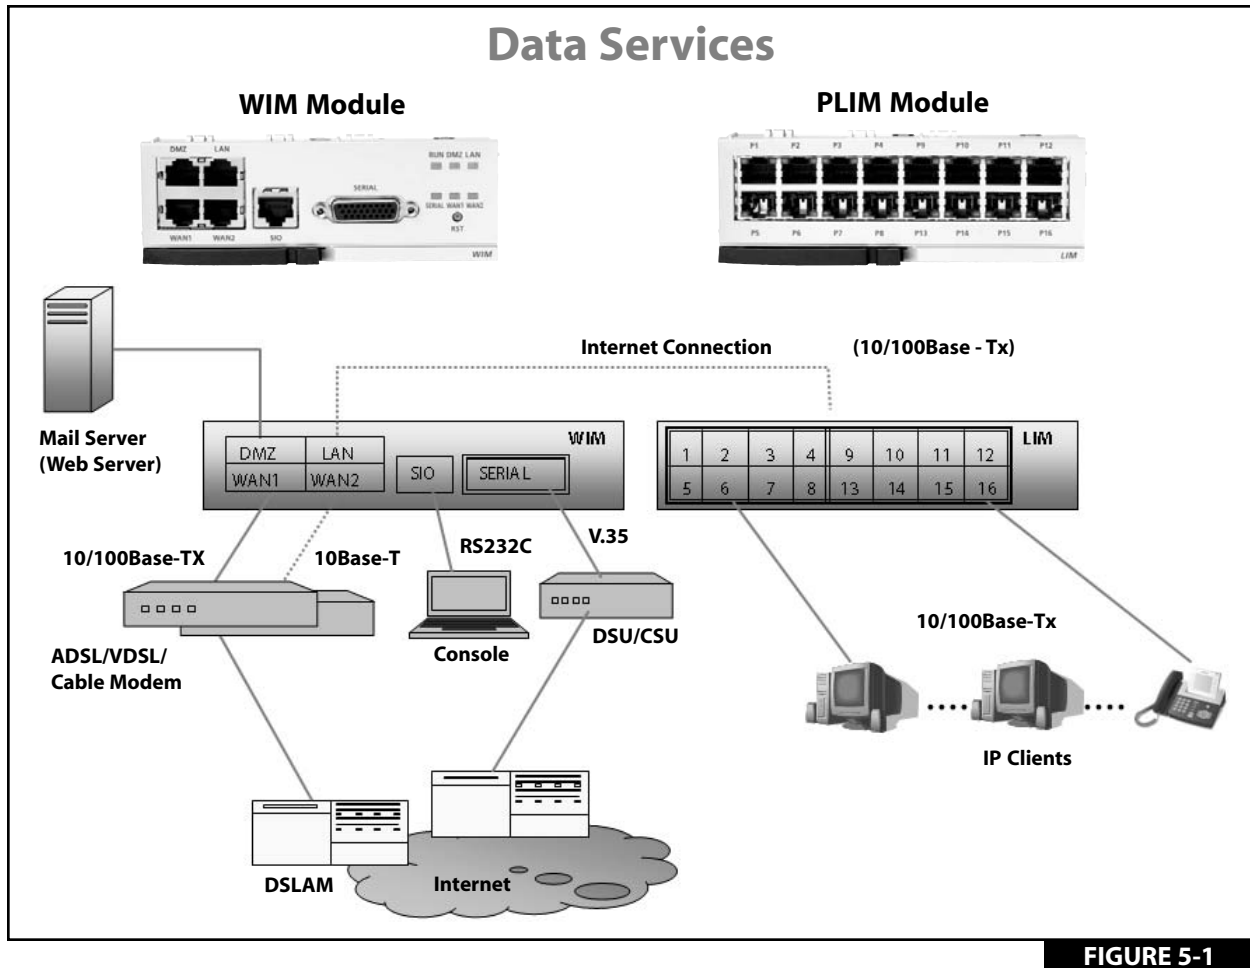 Data Services
WIM Module
PLIM Module
DMZ LAN
RUN DMZ LAN
SERIAL
SERIAL WAN1 WAN2
RST
WAN1 WAN2 SIO
WIM
P1 P2 P3 P4 P9 P10 P11 P12
P5 P6 P7 P8 P13 P14 P15 P16
LIM
Internet Connection (10/100Base - Tx)
Mail Server
(Web Server)
WIM
DMZ LAN
WAN1 WAN2
SIO
SERIAL
LIM
1 2 3 4 9 10 11 12
5 6 7 8 13 14 15 16
10/100Base-TX
10Base-T
RS232C
V.35
ADSL/VDSL/
Cable Modem
Console
DSU/CSU
10/100Base-Tx
IP Clients
DSLAM
Internet
FIGURE 5-1